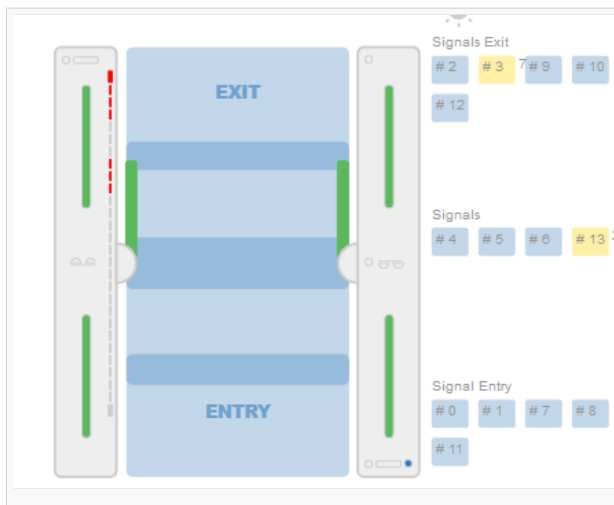 Signals Exit
# 2 # 3 7 # 9 # 10
# 12
EXIT
Signals
# 4 # 5 # 6 # 13
Signal Entry
# 0 # 1 # 7 # 8
# 11
ENTRY